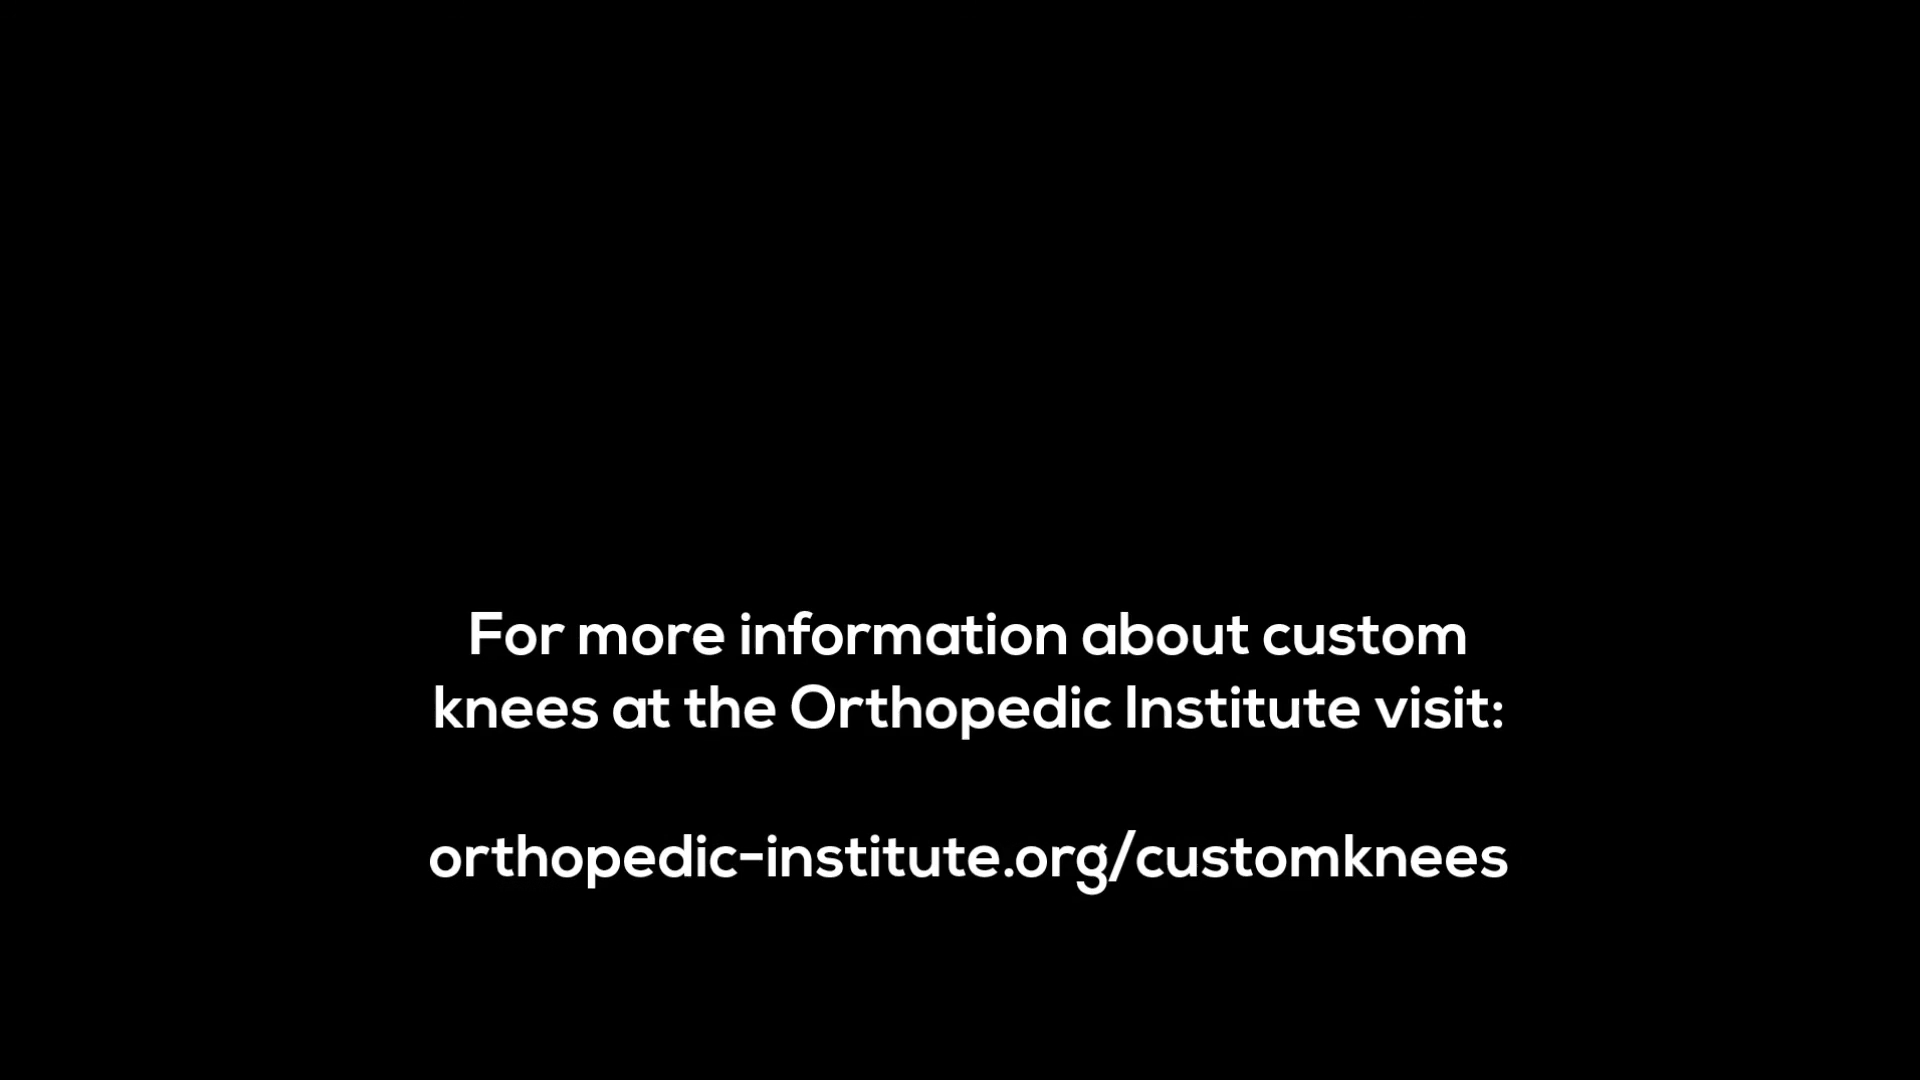 For more information about custom
knees at the Orthopedic Institute visit:
orthopedic-institute.org/customknees